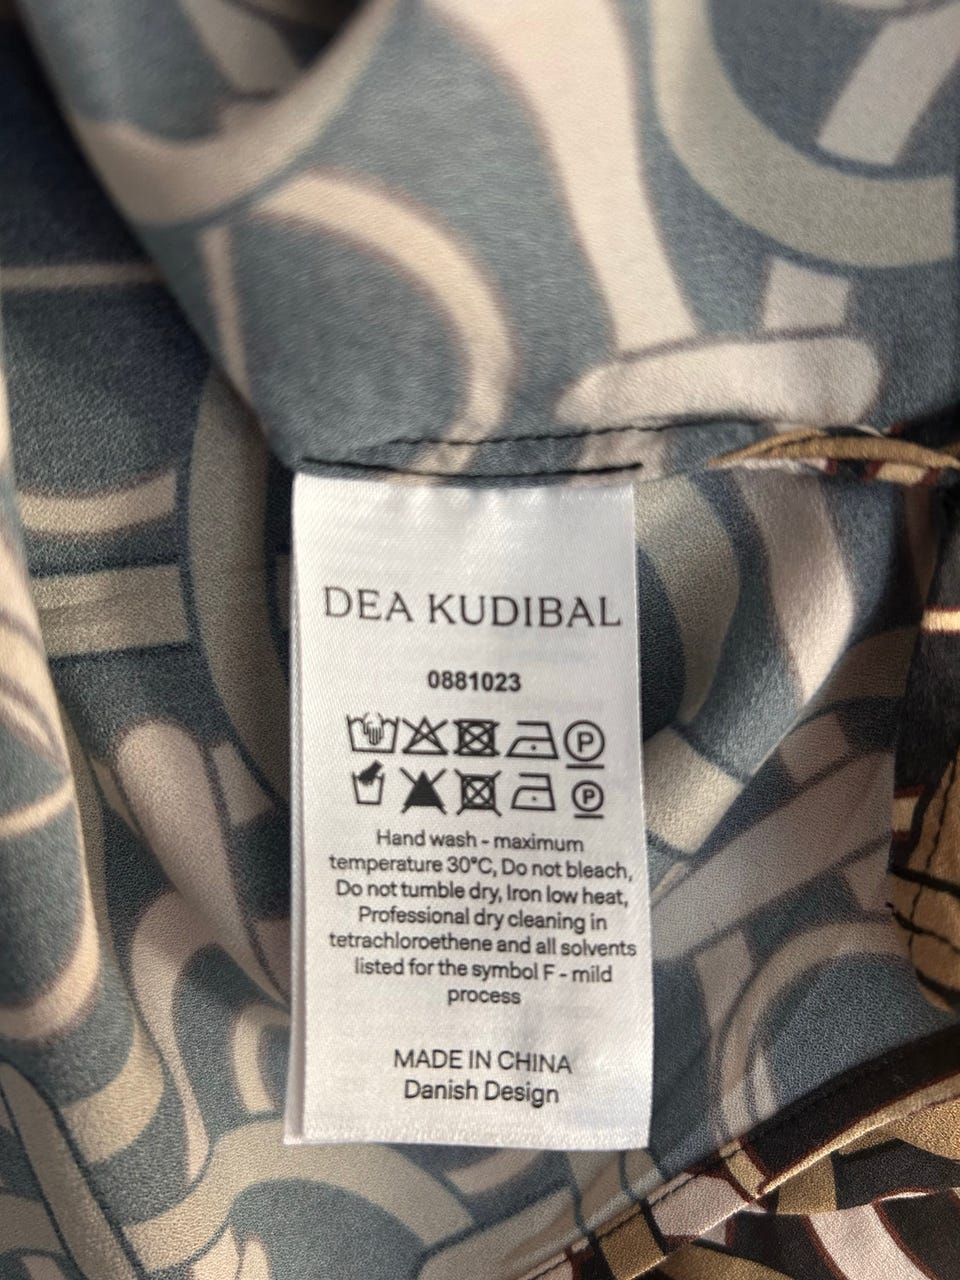 DEA KUDIBAL
0881023
P
P
Hand wash - maximum
temperature 30°C, Do not bleach,
Do not tumble dry, Iron low heat,
Professional dry cleaning in
tetrachloroethene and all solvents
listed for the symbol F - mild
process
MADE IN CHINA
Danish Design